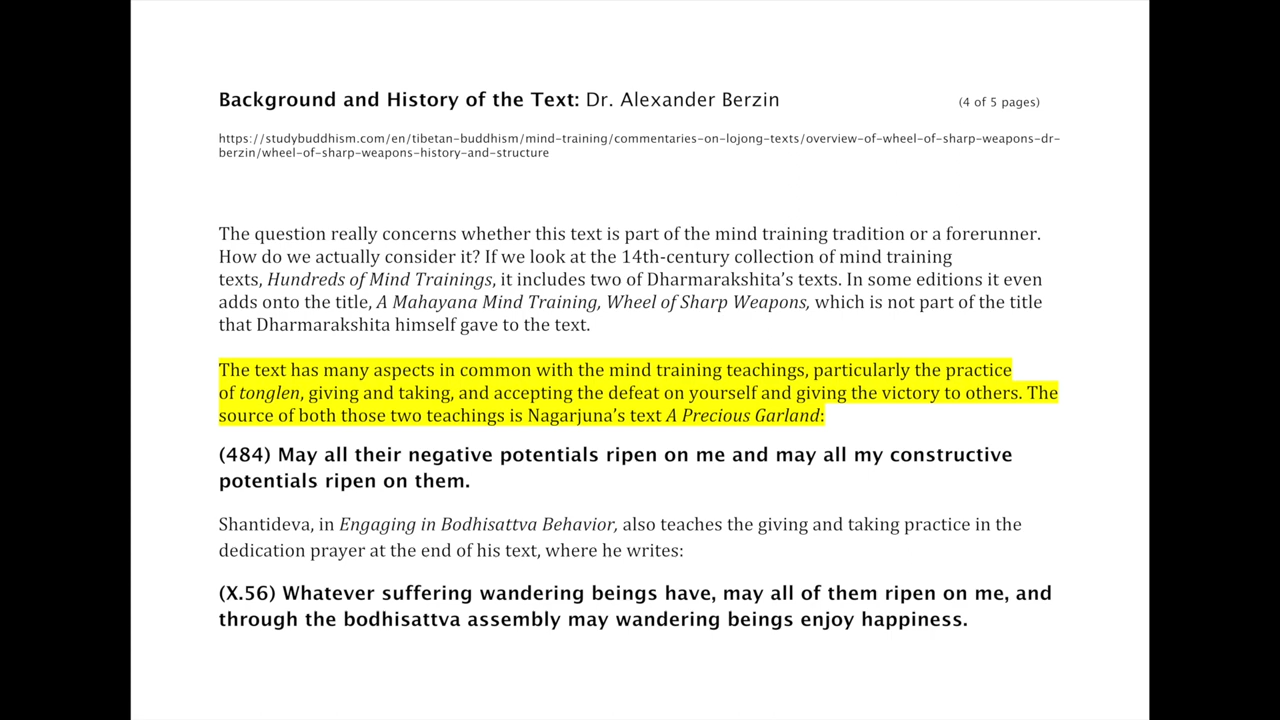 Background and History of the Text: Dr. Alexander Berzin (4 of 5 pages)
https://studybuddhism.com/en/tibetan-buddhism/mind-training/commentaries-on-lojong-texts/overview-of-wheel-of-sharp-weapons-dr-
berzin/wheel-of-sharp-weapons-history-and-structure
The question really concerns whether this text is part of the mind training tradition or a forerunner.
How do we actually consider it? If we look at the 14th-century collection of mind training
texts, Hundreds of Mind Trainings, it includes two of Dharmarakshita’s texts. In some editions it even
adds onto the title, A Mahayana Mind Training, Wheel of Sharp Weapons, which is not part of the title
that Dharmarakshita himself gave to the text.
The text has many aspects in common with the mind training teachings, particularly the practice
of tonglen, giving and taking, and accepting the defeat on yourself and giving the victory to others. The
source of both those two teachings is Nagarjuna’s text A Precious Garland:
(484) May all their negative potentials ripen on me and may all my constructive
potentials ripen on them.
Shantideva, in Engaging in Bodhisattva Behavior, also teaches the giving and taking practice in the
dedication prayer at the end of his text, where he writes:
(X.56) Whatever suffering wandering beings have, may all of them ripen on me, and
through the bodhisattva assembly may wandering beings enjoy happiness.